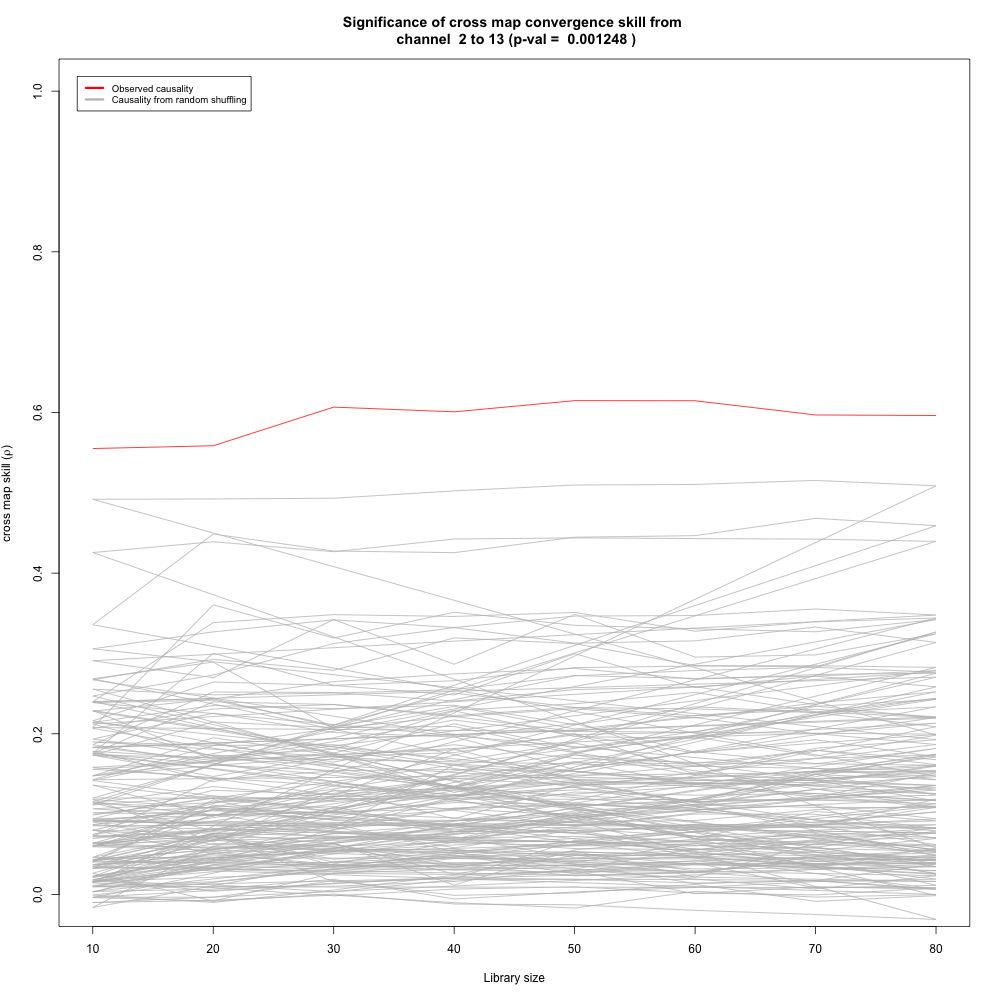 Significance of cross map convergence skill from
channel  2 to 13 (p-val =  0.001248 )
Observed causality
Causality from random shuffling
1.0
0.8
0.6
0.4
0.2
0.0
cross map skill (ρ)
10 20 30 40 50 60 70 80
Library size